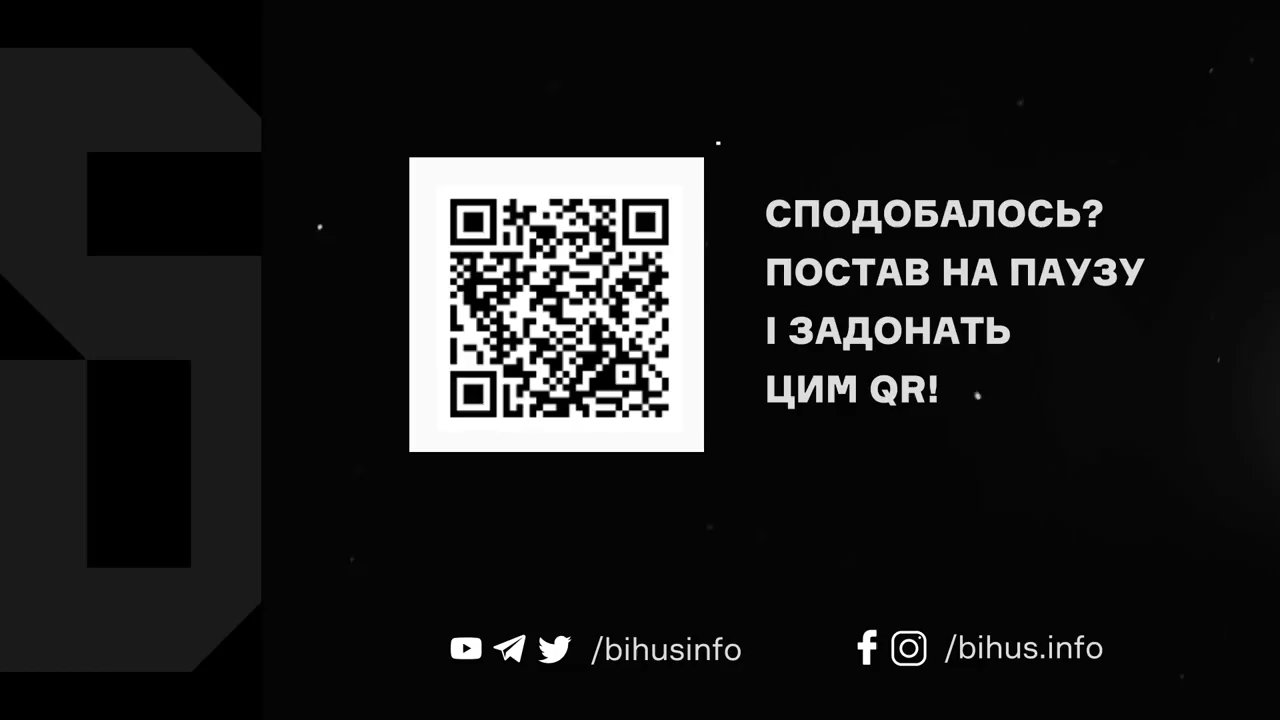 СПОДОБАЛОСЬ?
ПОСТАВ НА ПАУЗУ
І ЗАДОНАТЬ
ЦИМ QR!
/bihusinfo
/bihus.info